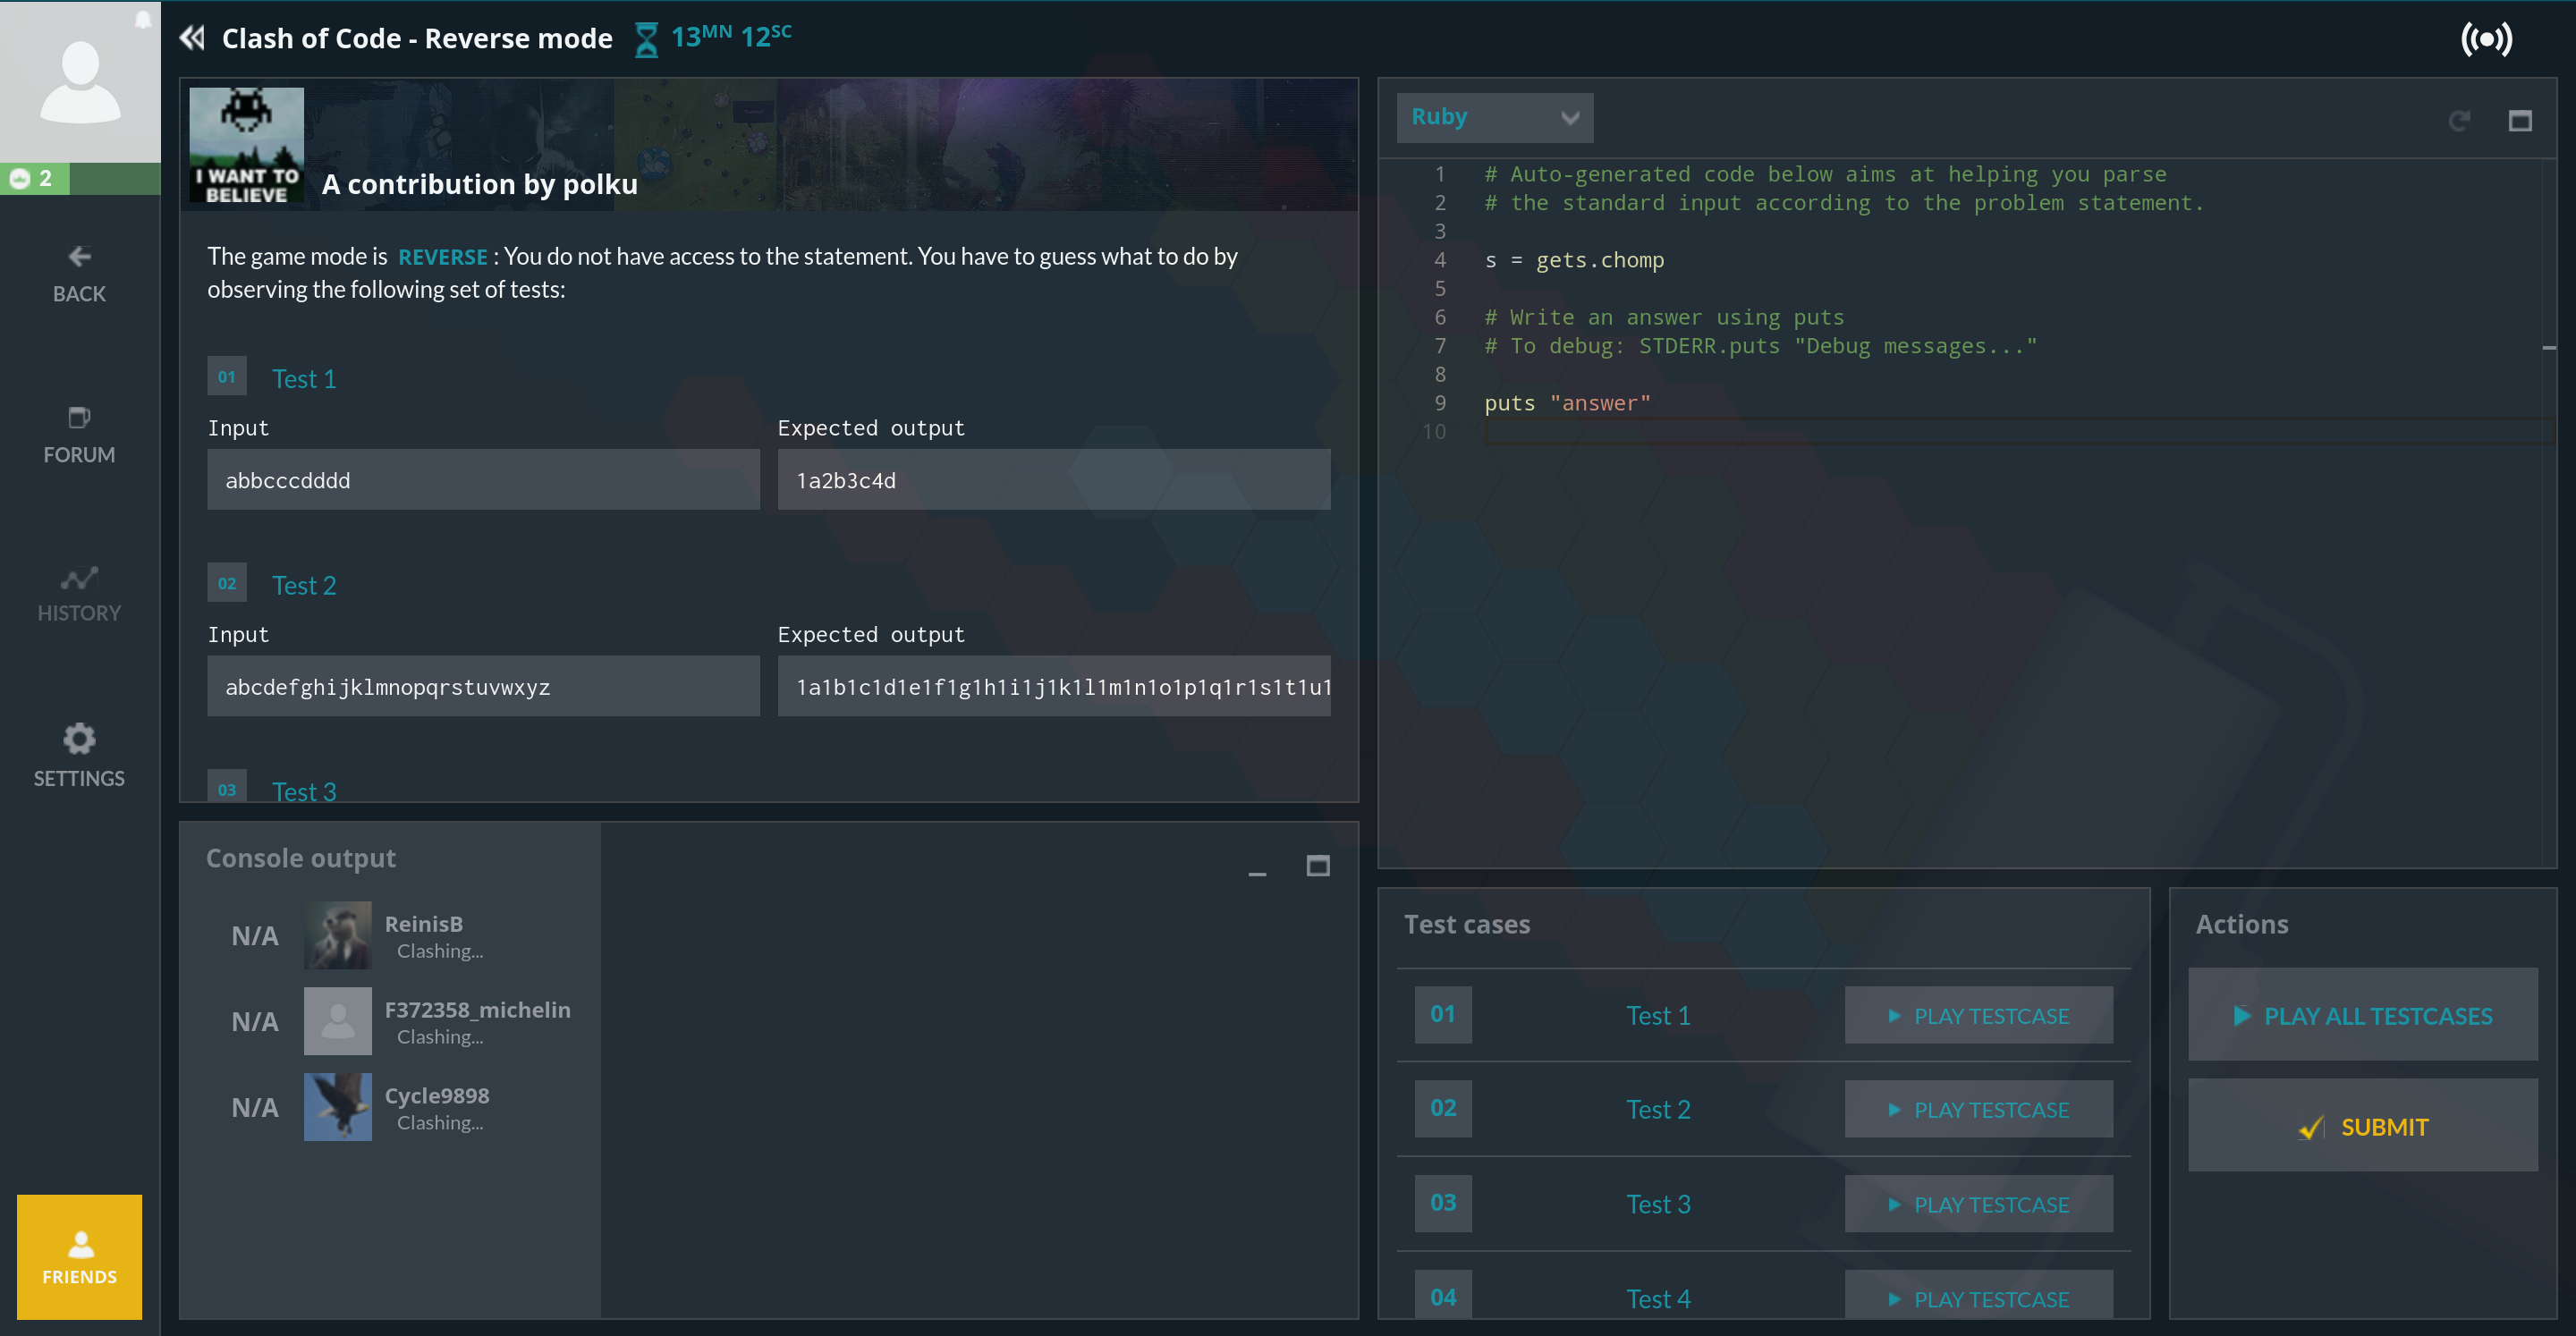 2
BACK
FORUM
HISTORY
SETTINGS
FRIENDS
Clash of Code - Reverse mode
13MN 12SC
I WANT TO
BELIEVE
A contribution by polku
The game mode is REVERSE : You do not have access to the statement. You have to guess what to do by
observing the following set of tests:
01 Test 1
Input Expected output
abbcccdddd 1a2b3c4d
02 Test 2
Input Expected output
abcdefghijklmnopqrstuvwxyz 1a1b1c1d1e1f1g1h1i1j1k1l1m1n1o1p1q1r1s1t1u1
03 Test 3
Console output
N/A ReinisB
Clashing...
N/A F372358_michelin
Clashing...
N/A Cycle9898
Clashing...
Ruby
1 # Auto-generated code below aims at helping you parse
2 # the standard input according to the problem statement.
3
4 s = gets.chomp
5
6 # Write an answer using puts
7 # To debug: STDERR.puts "Debug messages..."
8
9 puts "answer"
10
Test cases
01 Test 1 PLAY TESTCASE
02 Test 2 PLAY TESTCASE
03 Test 3 PLAY TESTCASE
04 Test 4 PLAY TESTCASE
Actions
PLAY ALL TESTCASES
SUBMIT